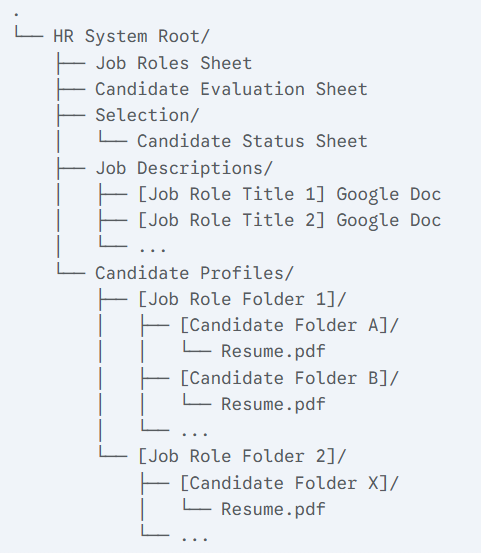 .
└── HR System Root/
    ├── Job Roles Sheet
    ├── Candidate Evaluation Sheet
    ├── Selection/
    │   └── Candidate Status Sheet
    ├── Job Descriptions/
    │   ├── [Job Role Title 1] Google Doc
    │   ├── [Job Role Title 2] Google Doc
    │   └── ...
    └── Candidate Profiles/
        ├── [Job Role Folder 1]/
        │   ├── [Candidate Folder A]/
        │   │   └── Resume.pdf
        │   ├── [Candidate Folder B]/
        │   │   └── Resume.pdf
        │   └── ...
        └── [Job Role Folder 2]/
            ├── [Candidate Folder X]/
            │   └── Resume.pdf
            └── ...